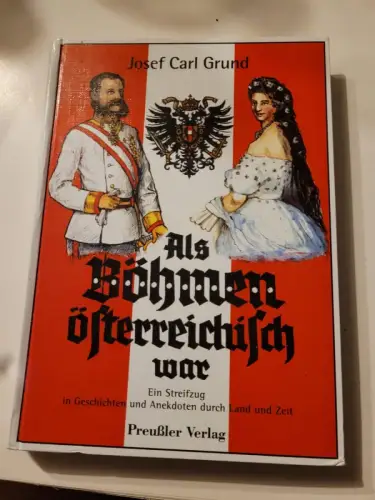 Josef Carl Grund
Als
Böhmen
öſterreichiſch
war
Ein Streifzug
in Geschichten und Anekdoten durch Land und Zeit
Preußler Verlag